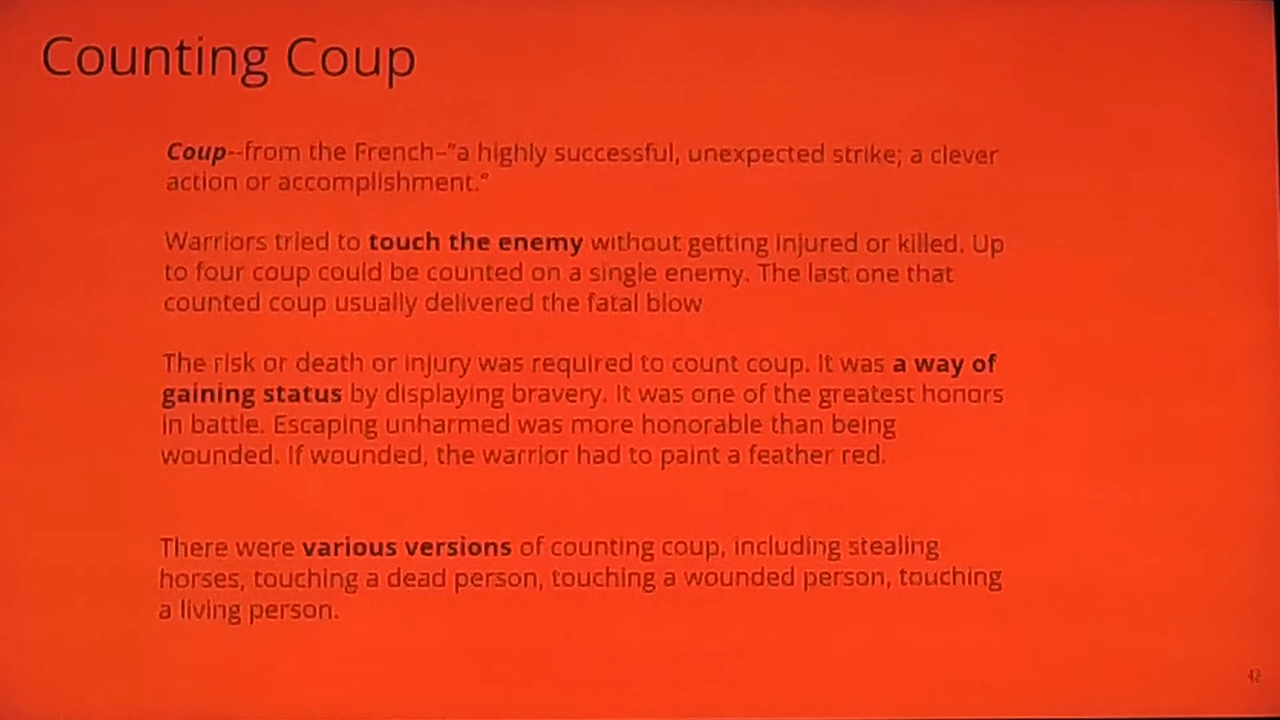 Counting Coup
Coup--from the French–"a highly successful, unexpected strike; a clever
action or accomplishment."
Warriors tried to touch the enemy without getting injured or killed. Up
to four coup could be counted on a single enemy. The last one that
counted coup usually delivered the fatal blow
The risk or death or injury was required to count coup. It was a way of
gaining status by displaying bravery. It was one of the greatest honors
in battle. Escaping unharmed was more honorable than being
wounded. If wounded, the warrior had to paint a feather red.
There were various versions of counting coup, including stealing
horses, touching a dead person, touching a wounded person, touching
a living person.